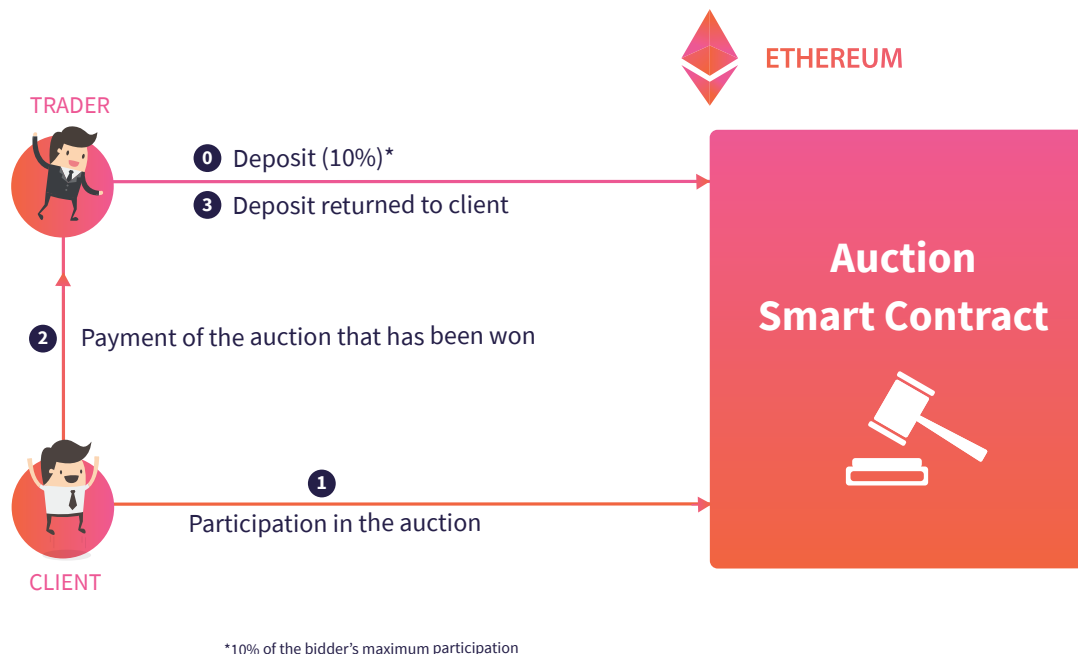 ETHEREUM
TRADER
0 Deposit (10%)*
3 Deposit returned to client
Auction
Smart Contract
2 Payment of the auction that has been won
1
Participation in the auction
CLIENT
*10% of the bidder's maximum participation